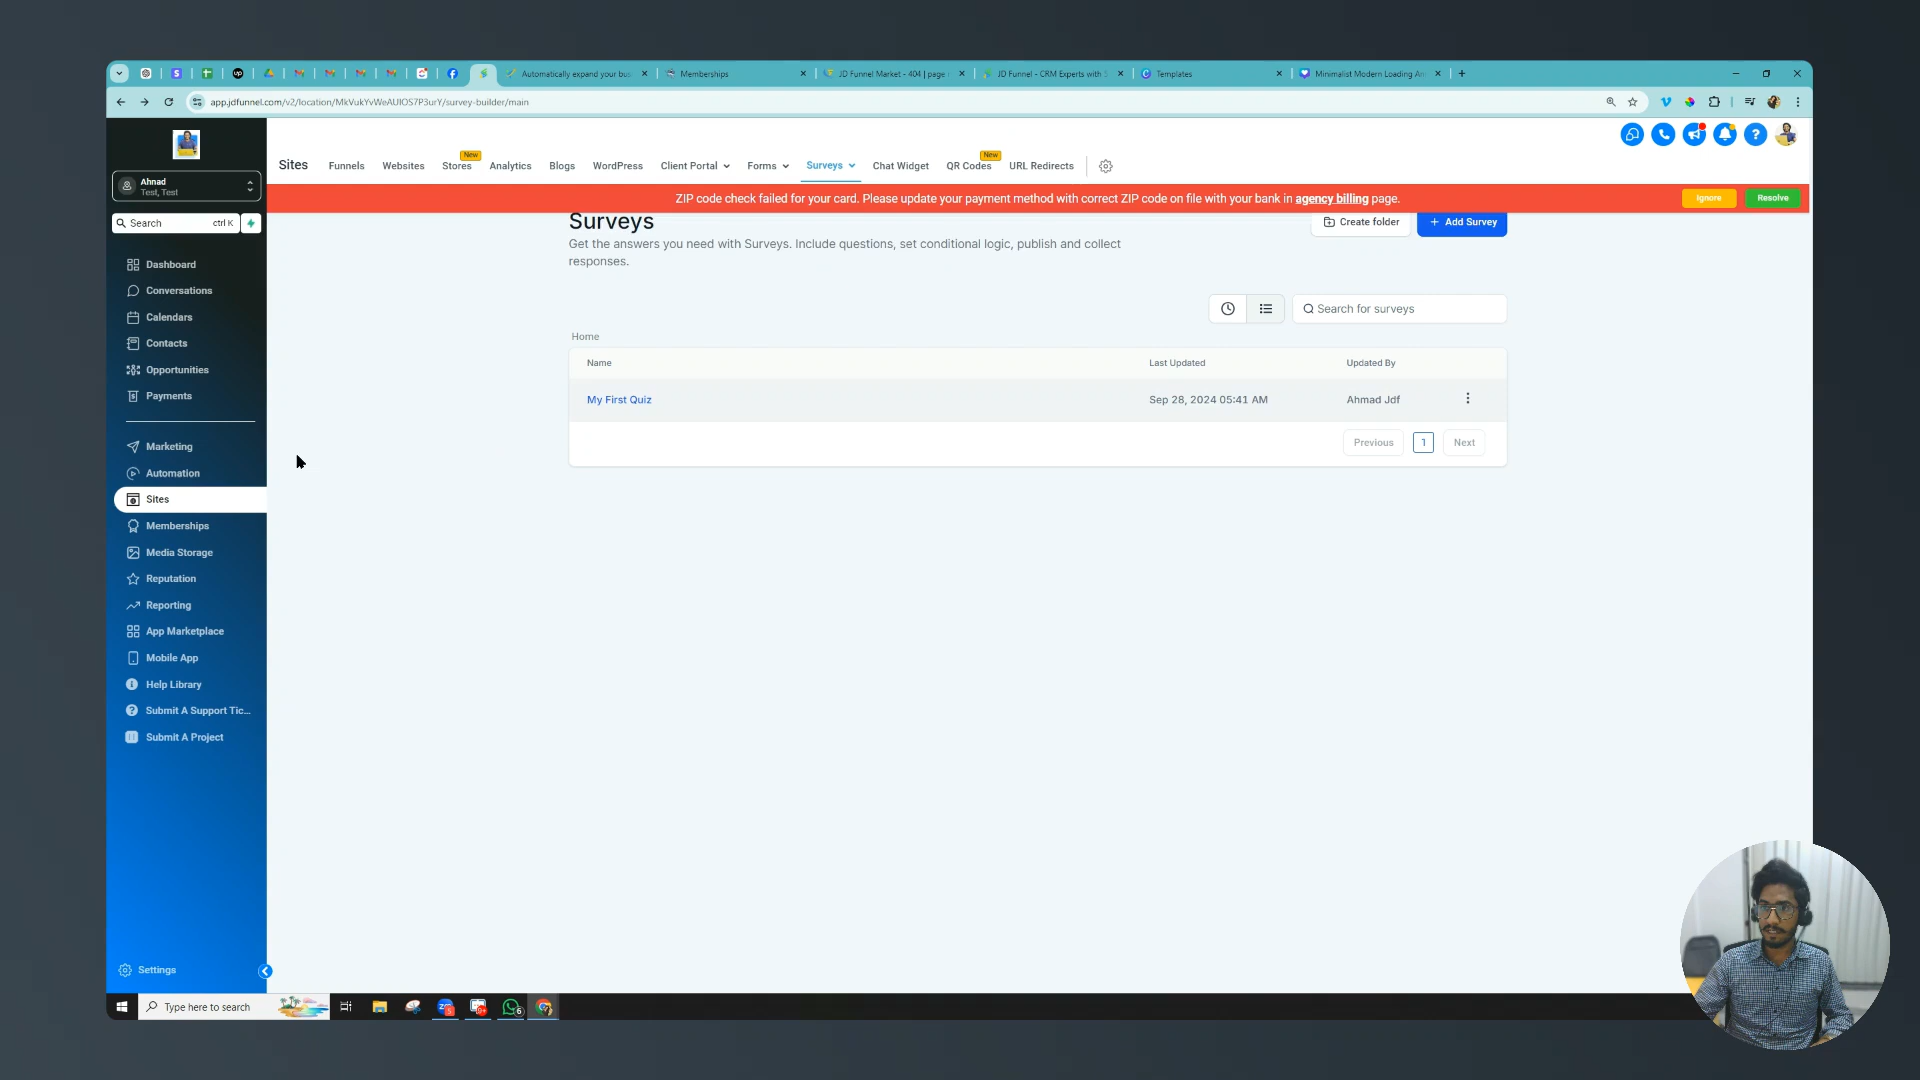 Automatically expand your bus
Memberships
JD Funnel Market - 404 | page
JD Funnel - CRM Experts with
Templates
Minimalist Modern Loading An
app.jdfunnel.com/v2/location/MkVukYvWeAUIOS7P3urY/survey-builder/main
Sites
Funnels
Websites
Stores
New
Analytics
Blogs
WordPress
Client Portal
Forms
Surveys
Chat Widget
QR Codes
New
URL Redirects
Ahnad
Test, Test
Search
ctrl K
ZIP code check failed for your card. Please update your payment method with correct ZIP code on file with your bank in agency billing page.
Ignore
Resolve
Surveys
Create folder
+ Add Survey
Get the answers you need with Surveys. Include questions, set conditional logic, publish and collect
responses.
Search for surveys
Home
Name
Last Updated
Updated By
My First Quiz
Sep 28, 2024 05:41 AM
Ahmad Jdf
Previous
1
Next
Dashboard
Conversations
Calendars
Contacts
Opportunities
Payments
Marketing
Automation
Sites
Memberships
Media Storage
Reputation
Reporting
App Marketplace
Mobile App
Help Library
Submit A Support Tic...
Submit A Project
Settings
Type here to search